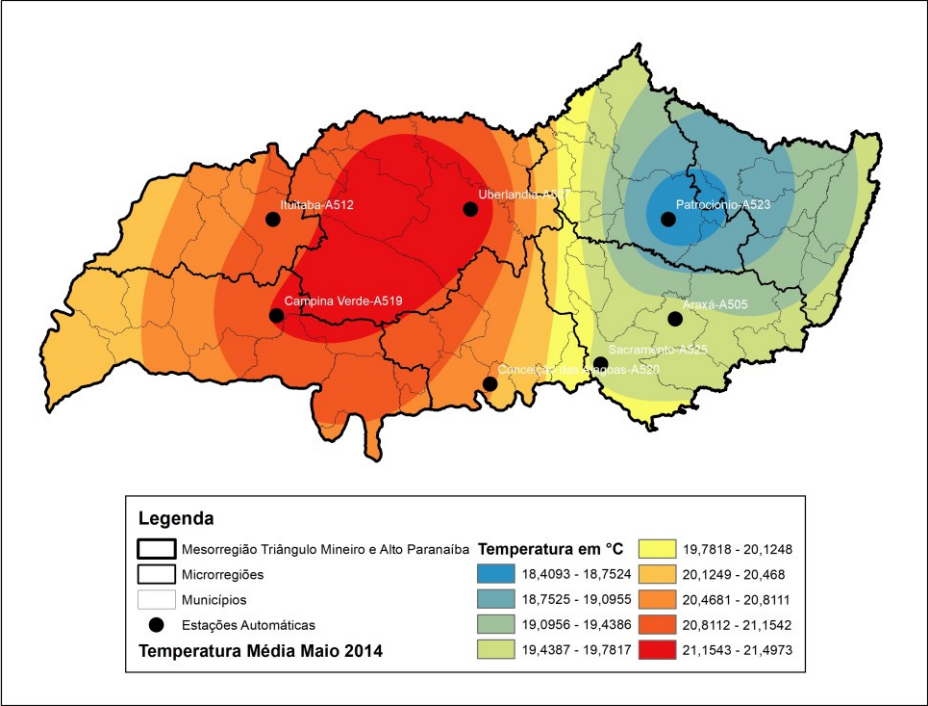 Uberlandia-A507
Ituitaba-A512
Patrocionio-A523
Campina Verde-A519
Araxá-A505
Sacramento-A525
Conceição das Alagoas-A520
Legenda
Mesorregião Triângulo Mineiro e Alto Paranaíba
Microrregiões
Municípios
Estações Automáticas
Temperatura Média Maio 2014
Temperatura em °C
18,4093 - 18,7524
18,7525 - 19,0955
19,0956 - 19,4386
19,4387 - 19,7817
19,7818 - 20,1248
20,1249 - 20,468
20,4681 - 20,8111
20,8112 - 21,1542
21,1543 - 21,4973